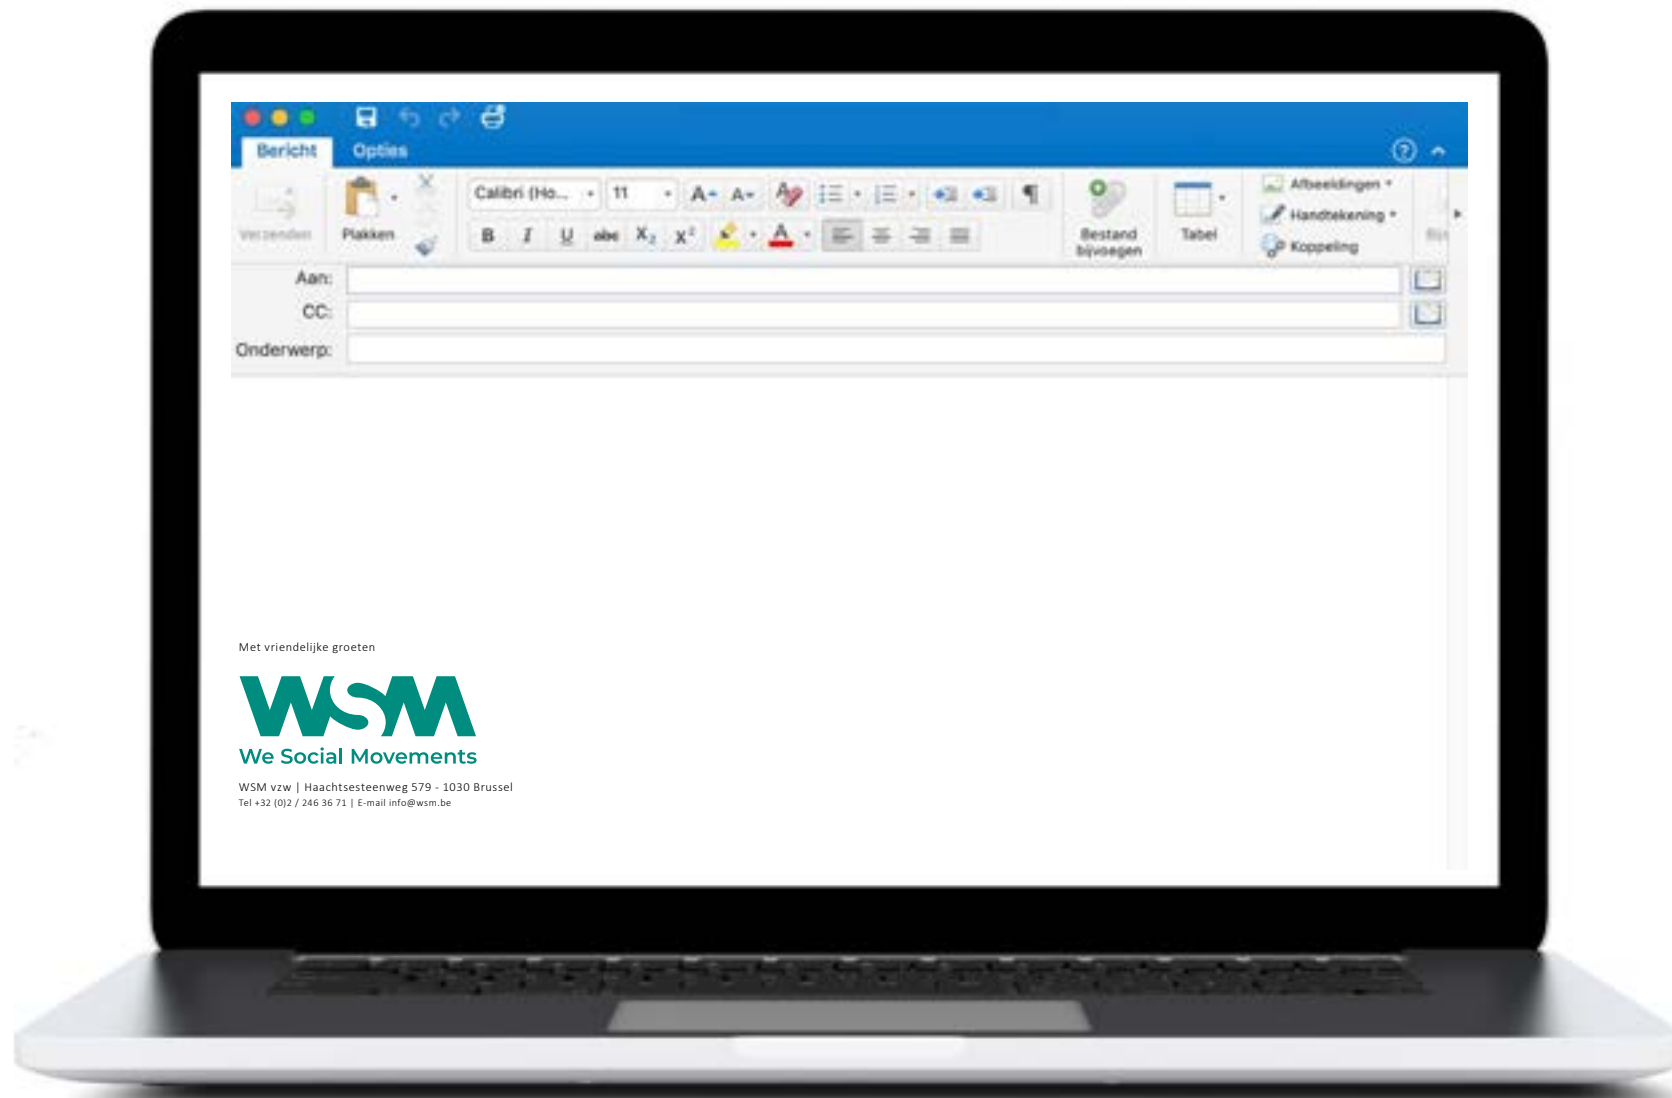 Bericht Opties
Calibri (Ho... 11
Afbeeldingen
Handtekening
Verzenden Plakken Bestand bijvoegen Tabel
Koppeling
Aan:
CC:
Onderwerp:
Met vriendelijke groeten
WSM
We Social Movements
WSM vzw | Haachtsesteenweg 579 - 1030 Brussel
Tel +32 (0)2 / 246 36 71 | E-mail info@wsm.be